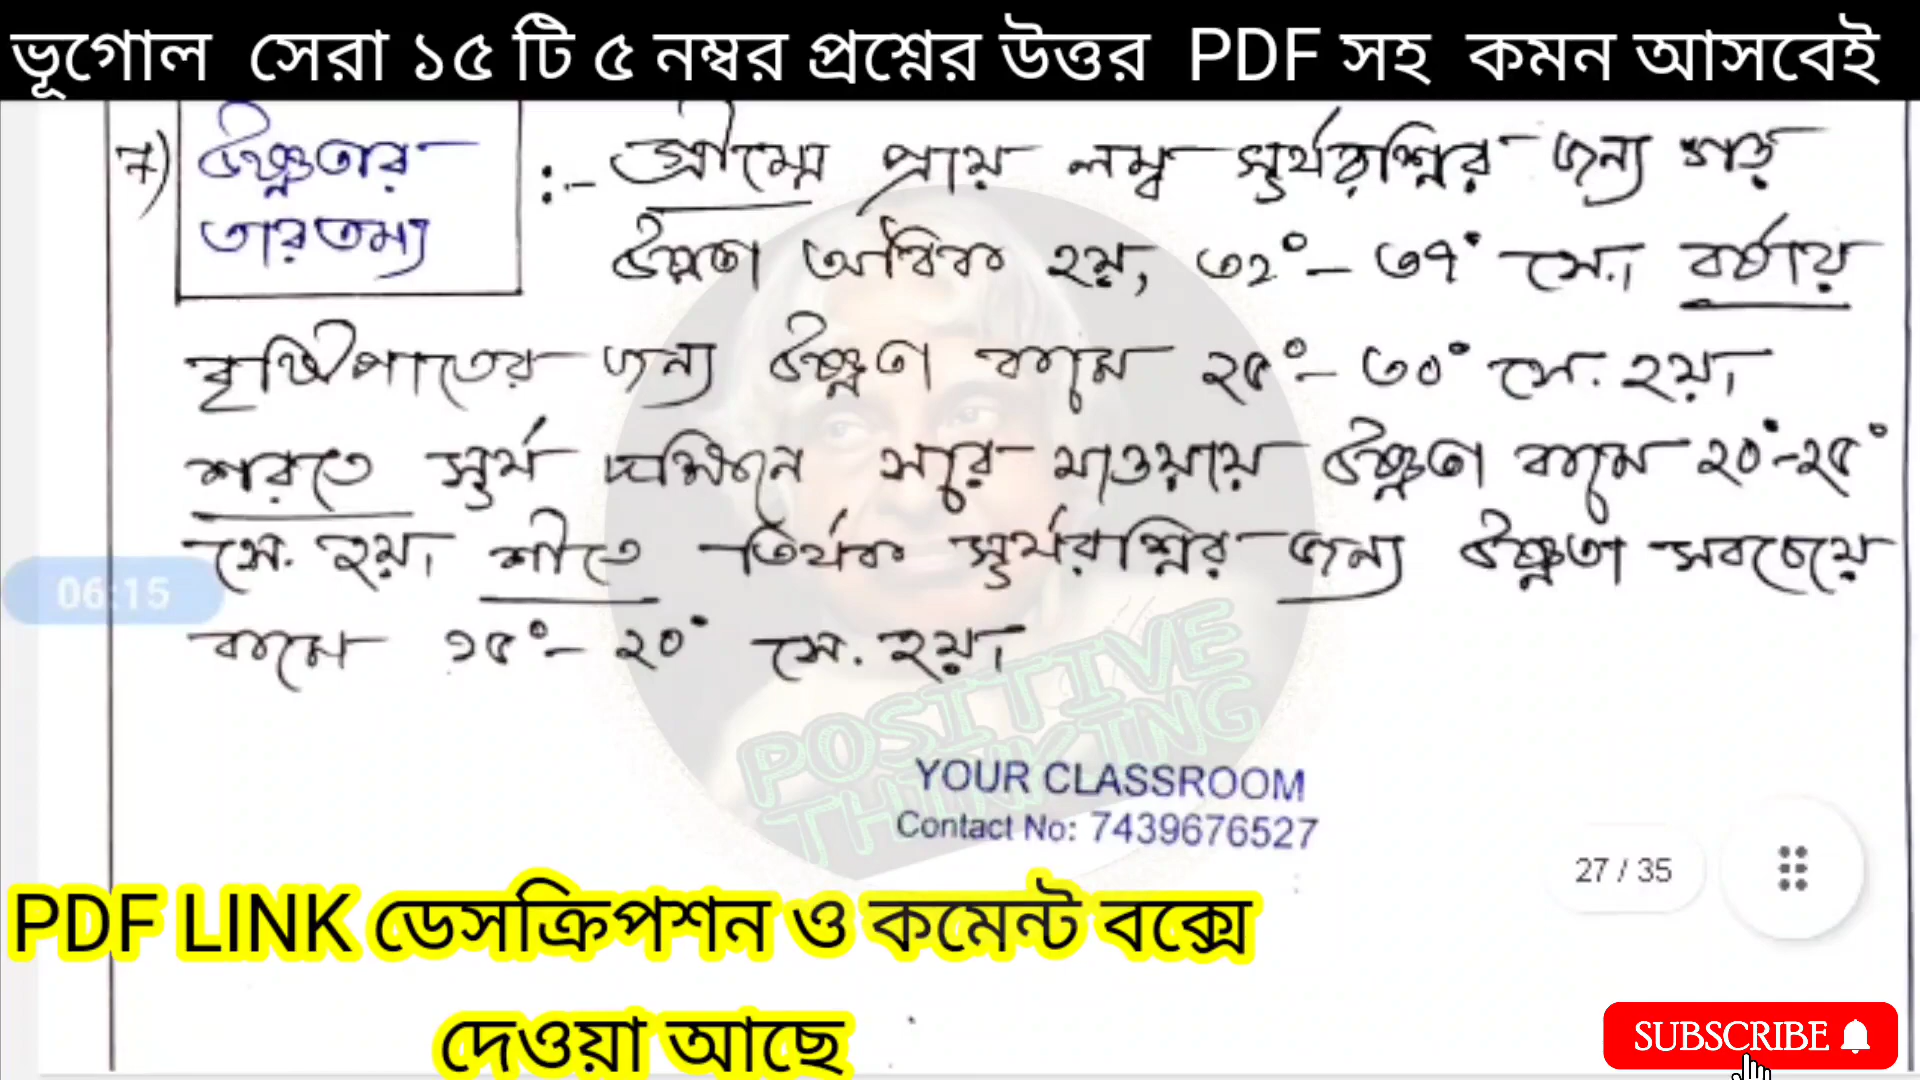 ভূগোল সেরা ১৫ টি ৫ নম্বর প্রশ্নের উত্তর PDF সহ কমন আসবেই
৭) উষ্ণতার :- গ্রীষ্মে প্রায় লম্ব সূর্যরশ্মির জন্য গড়
তারতম্য উষ্ণতা অধিক হয়, ৩২°- ৩৭° সে.। বর্ষায়
বৃষ্টিপাতের জন্য উষ্ণতা কমে ২৫°- ৩০° সে. হয়।
শরতে সূর্য দক্ষিনে সরে যাওয়ায় উষ্ণতা কমে ২০°-২৫°
সে. হয়। শীতে তির্যক সূর্যরশ্মির জন্য উষ্ণতা সবচেয়ে
06:15
কমে ১৫°- ২০° সে. হয়।
POSITIVE
THINKING
YOUR CLASSROOM
Contact No: 7439676527
27 / 35
PDF LINK ডেসক্রিপশন ও কমেন্ট বক্সে
দেওয়া আছে
SUBSCRIBE